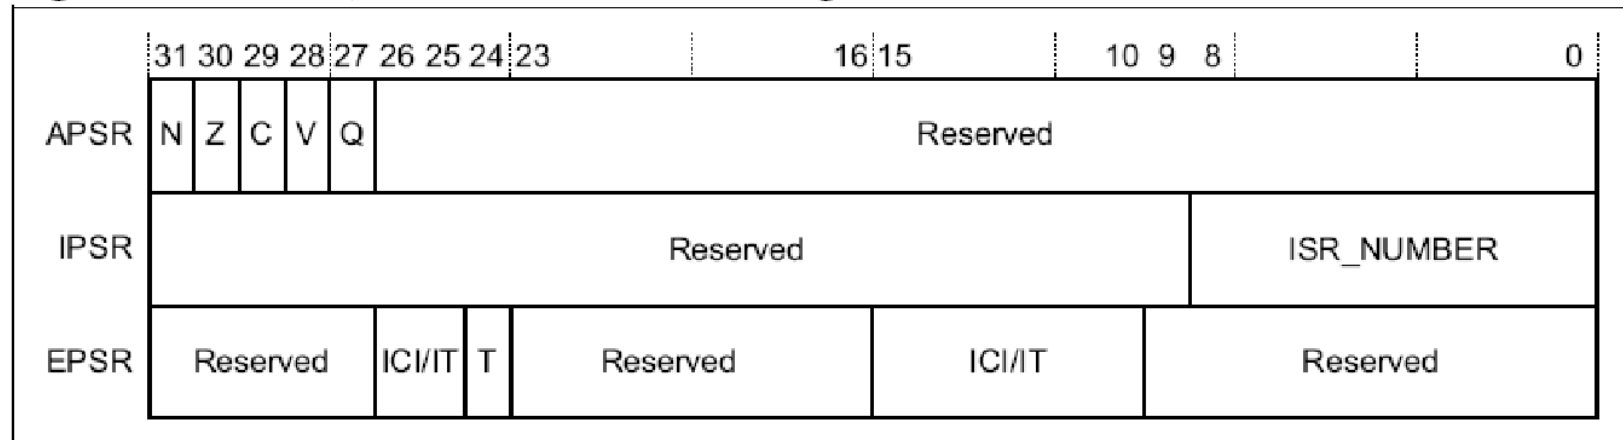 31 30 29 28 27 26 25 24 23 16 15 10 9 8 0
APSR N Z C V Q Reserved
IPSR Reserved ISR_NUMBER
EPSR Reserved ICI/IT T Reserved ICI/IT Reserved